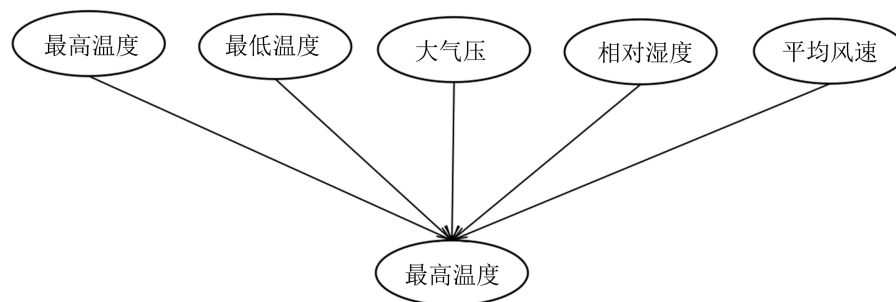 最高温度
最低温度
大气压
相对湿度
平均风速
最高温度